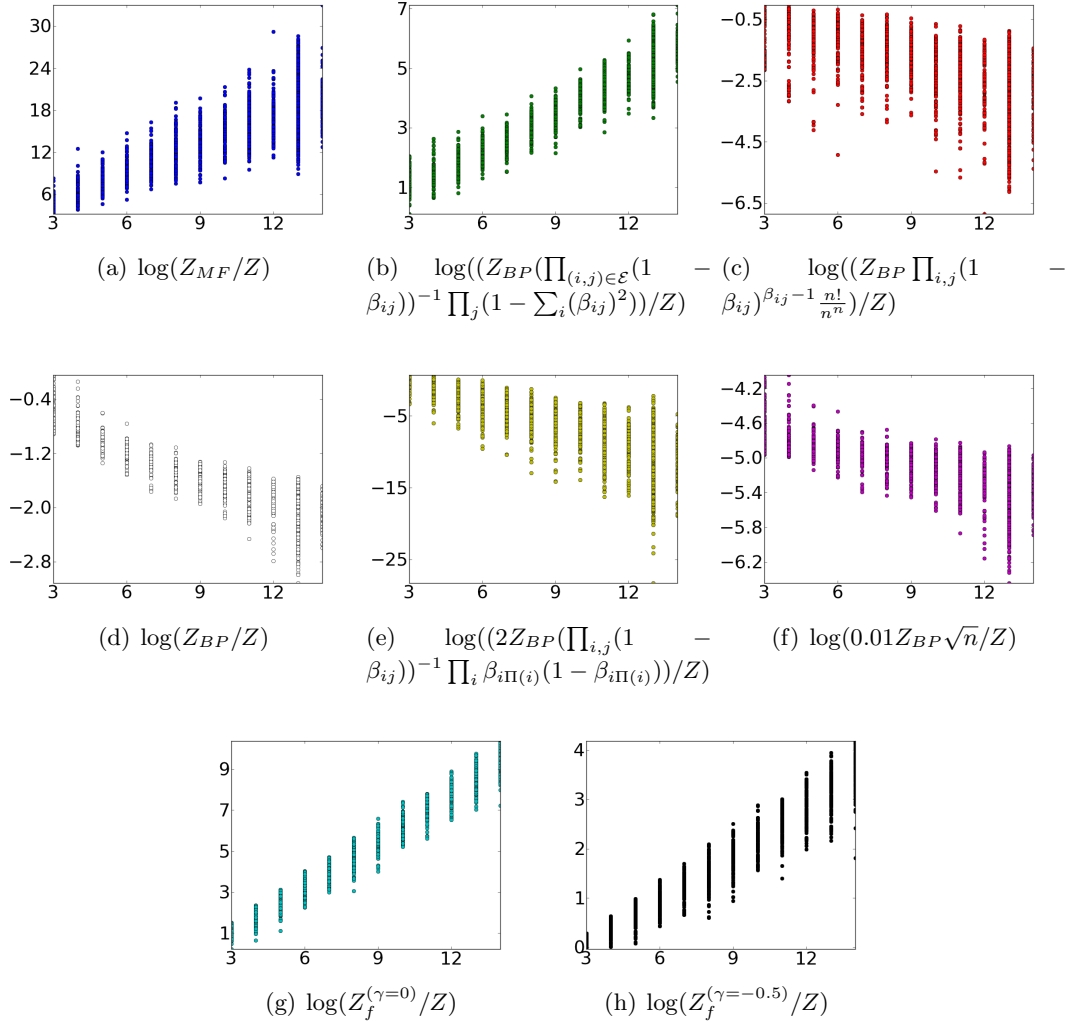 30
24
18
12
6
3 6 9 12
7
5
3
1
3 6 9 12
−0.5
−2.5
−4.5
−6.5
3 6 9 12
(a) log(Z_{MF}/Z)
(b) log((Z_{BP}(∏_{(i,j)∈ℰ}(1 −
β_{ij}))^{−1} ∏_j(1 − ∑_i(β_{ij})^2))/Z)
(c) log((Z_{BP} ∏_{i,j}(1 −
β_{ij})^{β_{ij}−1} \frac{n!}{n^n})/Z)
−0.4
−1.2
−2.0
−2.8
3 6 9 12
−5
−15
−25
3 6 9 12
−4.2
−4.6
−5.0
−5.4
−5.8
−6.2
3 6 9 12
(d) log(Z_{BP}/Z)
(e) log((2Z_{BP}(∏_{i,j}(1 −
β_{ij}))^{−1} ∏_i β_{iΠ(i)}(1 − β_{iΠ(i)}))/Z)
(f) log(0.01Z_{BP}√n/Z)
9
7
5
3
1
3 6 9 12
4
3
2
1
0
3 6 9 12
(g) log(Z_f^{(γ=0)}/Z)
(h) log(Z_f^{(γ=−0.5)}/Z)